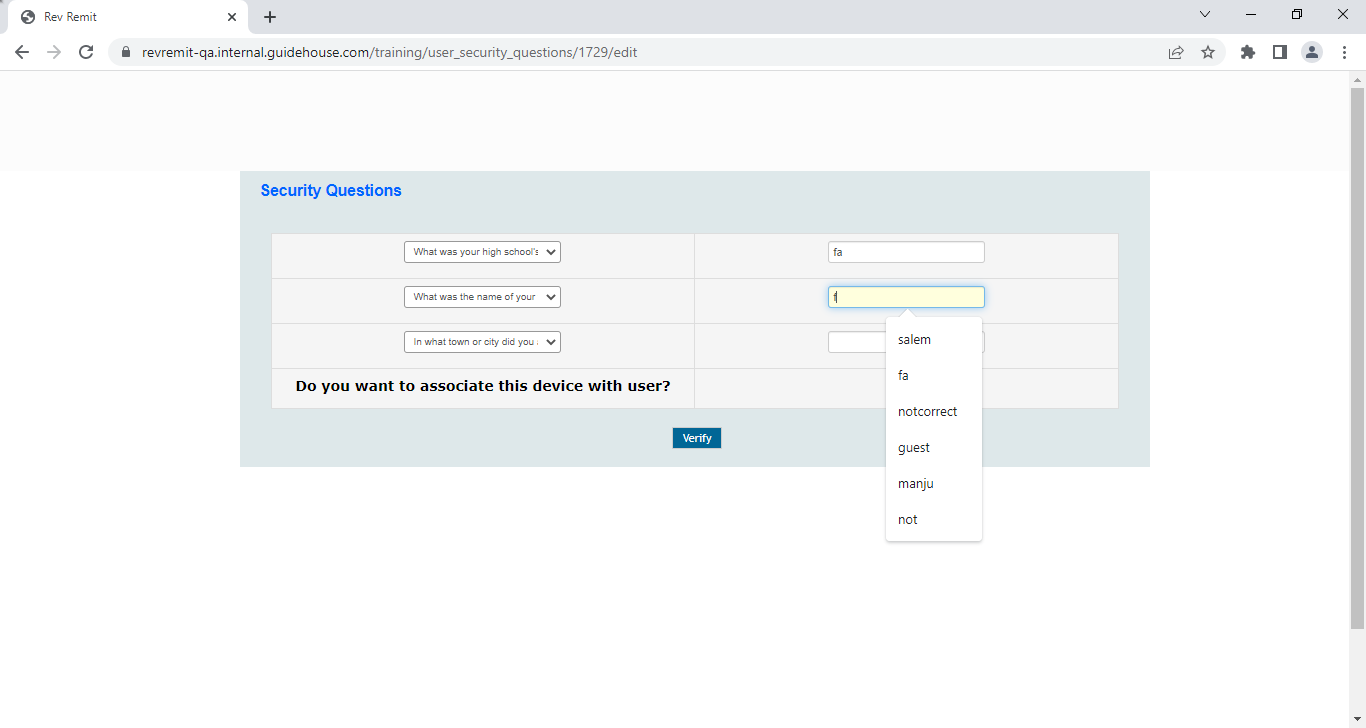 Rev Remit
revremit-qa.internal.guidehouse.com/training/user_security_questions/1729/edit
Security Questions
What was your high school's
fa
What was the name of your
f
In what town or city did you
salem
fa
notcorrect
guest
manju
not
Do you want to associate this device with user?
Verify